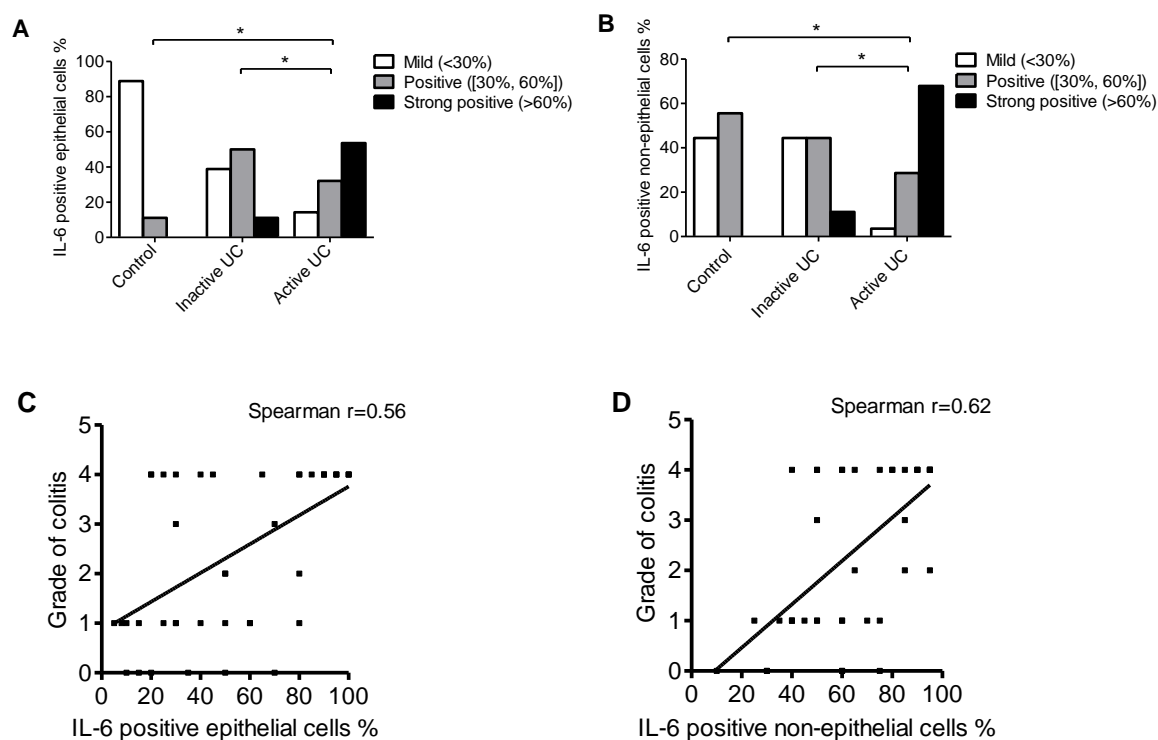 A
IL-6 positive epithelial cells %
100
80
60
40
20
0
*
*
Mild (<30%)
Positive ([30%, 60%])
Strong positive (>60%)
Control
Inactive UC
Active UC
B
IL-6 positive non-epithelial cells %
80
60
40
20
0
*
*
Mild (<30%)
Positive ([30%, 60%])
Strong positive (>60%)
Control
Inactive UC
Active UC
C
Spearman r=0.56
Grade of colitis
5
4
3
2
1
0
0 20 40 60 80 100
IL-6 positive epithelial cells %
D
Spearman r=0.62
Grade of colitis
5
4
3
2
1
0
0 20 40 60 80 100
IL-6 positive non-epithelial cells %